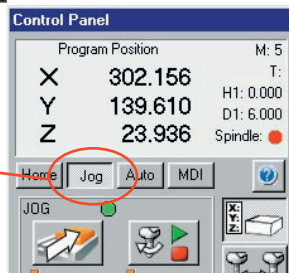 Control Panel
Program Position M: 5
X 302.156 T:
Y 139.610 H1: 0.000
D1: 6.000
Z 23.936 Spindle:
Home Jog Auto MDI ?
JOG
X:
Y:
Z: